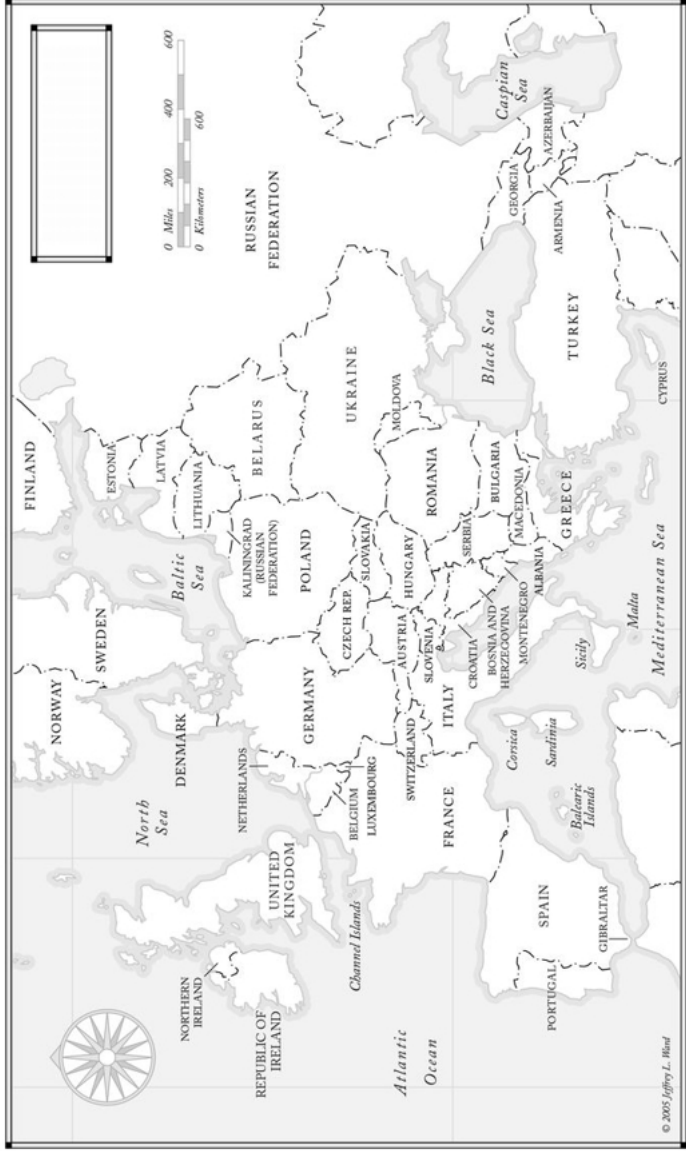 NORWAY
SWEDEN
FINLAND
North
Sea
DENMARK
Baltic
Sea
ESTONIA
LATVIA
LITHUANIA
KALININGRAD
(RUSSIAN
FEDERATION)
BELARUS
RUSSIAN
FEDERATION
0 Miles 200 400 600
0 Kilometers 600
NORTHERN
IRELAND
REPUBLIC OF
IRELAND
UNITED
KINGDOM
NETHERLANDS
GERMANY
POLAND
BELGIUM
LUXEMBOURG
CZECH REP.
SLOVAKIA
UKRAINE
Channel Islands
Atlantic
Ocean
FRANCE
SWITZERLAND
AUSTRIA
HUNGARY
MOLDOVA
SLOVENIA
ITALY
CROATIA
BOSNIA AND
HERZEGOVINA
MONTENEGRO
ROMANIA
SERBIA
BULGARIA
MACEDONIA
ALBANIA
GREECE
Black Sea
GEORGIA
ARMENIA
AZERBAIJAN
Caspian
Sea
TURKEY
PORTUGAL
SPAIN
GIBRALTAR
Balearic
Islands
Corsica
Sardinia
Sicily
Malta
Mediterranean Sea
CYPRUS
© 2005 Jeffrey L. Ward